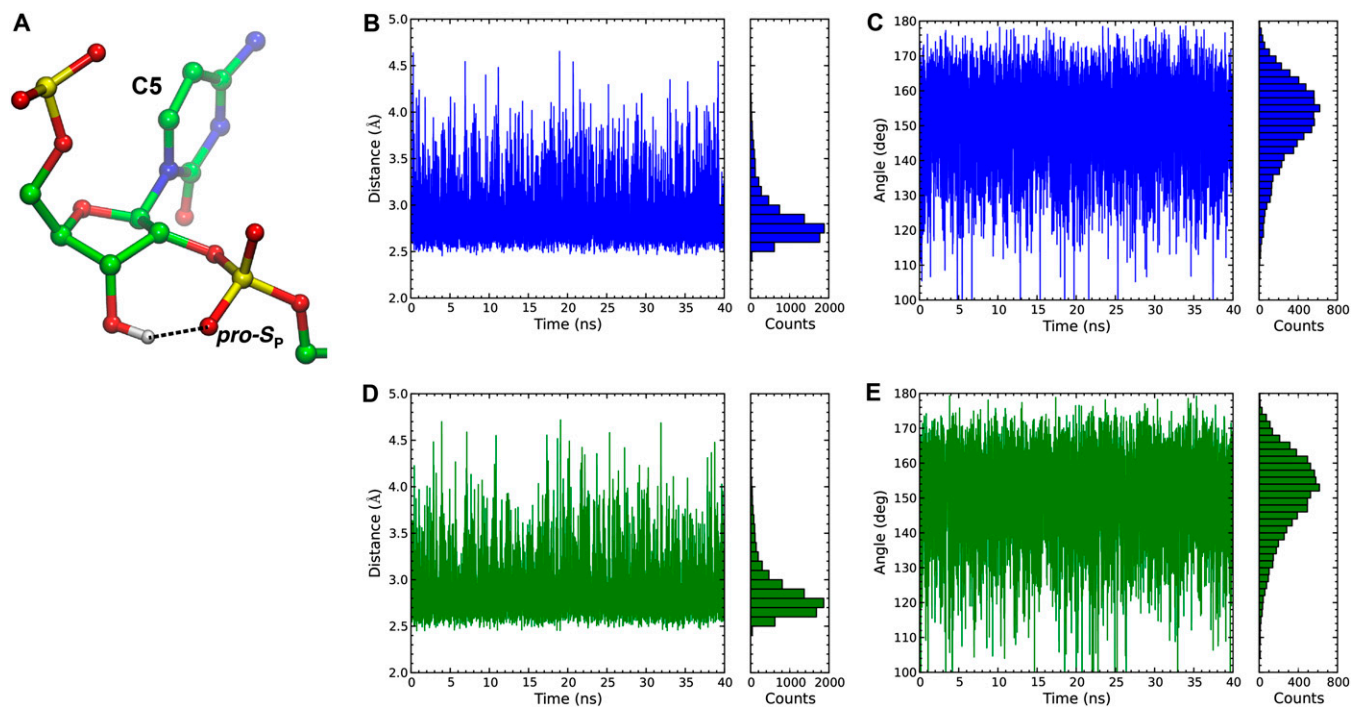 A
C5
pro-SP
B
Distance (Å)
5.0
4.5
4.0
3.5
3.0
2.5
2.0
0 5 10 15 20 25 30 35 40
Time (ns)
0 1000 2000
Counts
C
Angle (deg)
180
170
160
150
140
130
120
110
100
0 5 10 15 20 25 30 35 40
Time (ns)
0 400 800
Counts
D
Distance (Å)
5.0
4.5
4.0
3.5
3.0
2.5
2.0
0 5 10 15 20 25 30 35 40
Time (ns)
0 1000 2000
Counts
E
Angle (deg)
180
170
160
150
140
130
120
110
100
0 5 10 15 20 25 30 35 40
Time (ns)
0 400 800
Counts